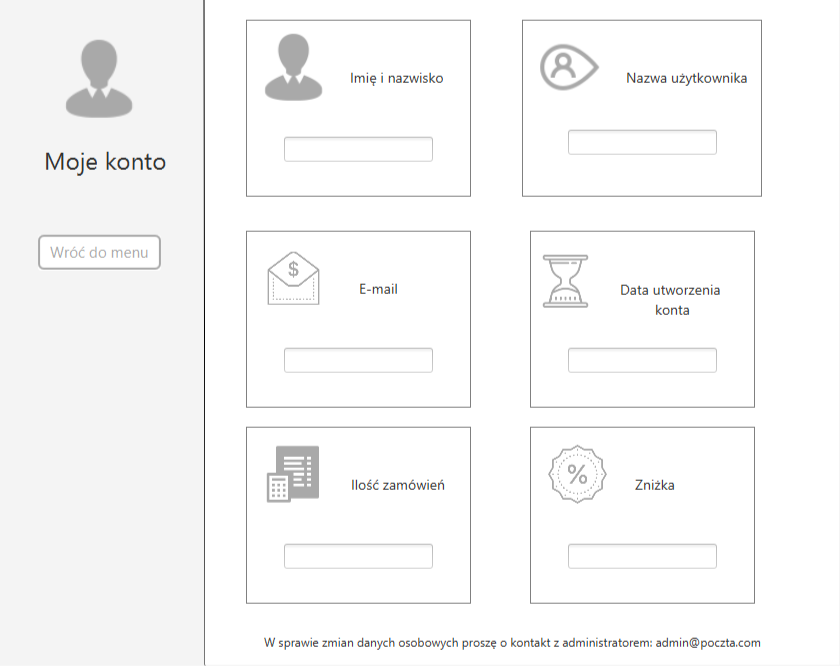 Moje konto
Wróć do menu
Imię i nazwisko
Nazwa użytkownika
$
E-mail
Data utworzenia
konta
Ilość zamówień
%
Zniżka
W sprawie zmian danych osobowych proszę o kontakt z administratorem: admin@poczta.com